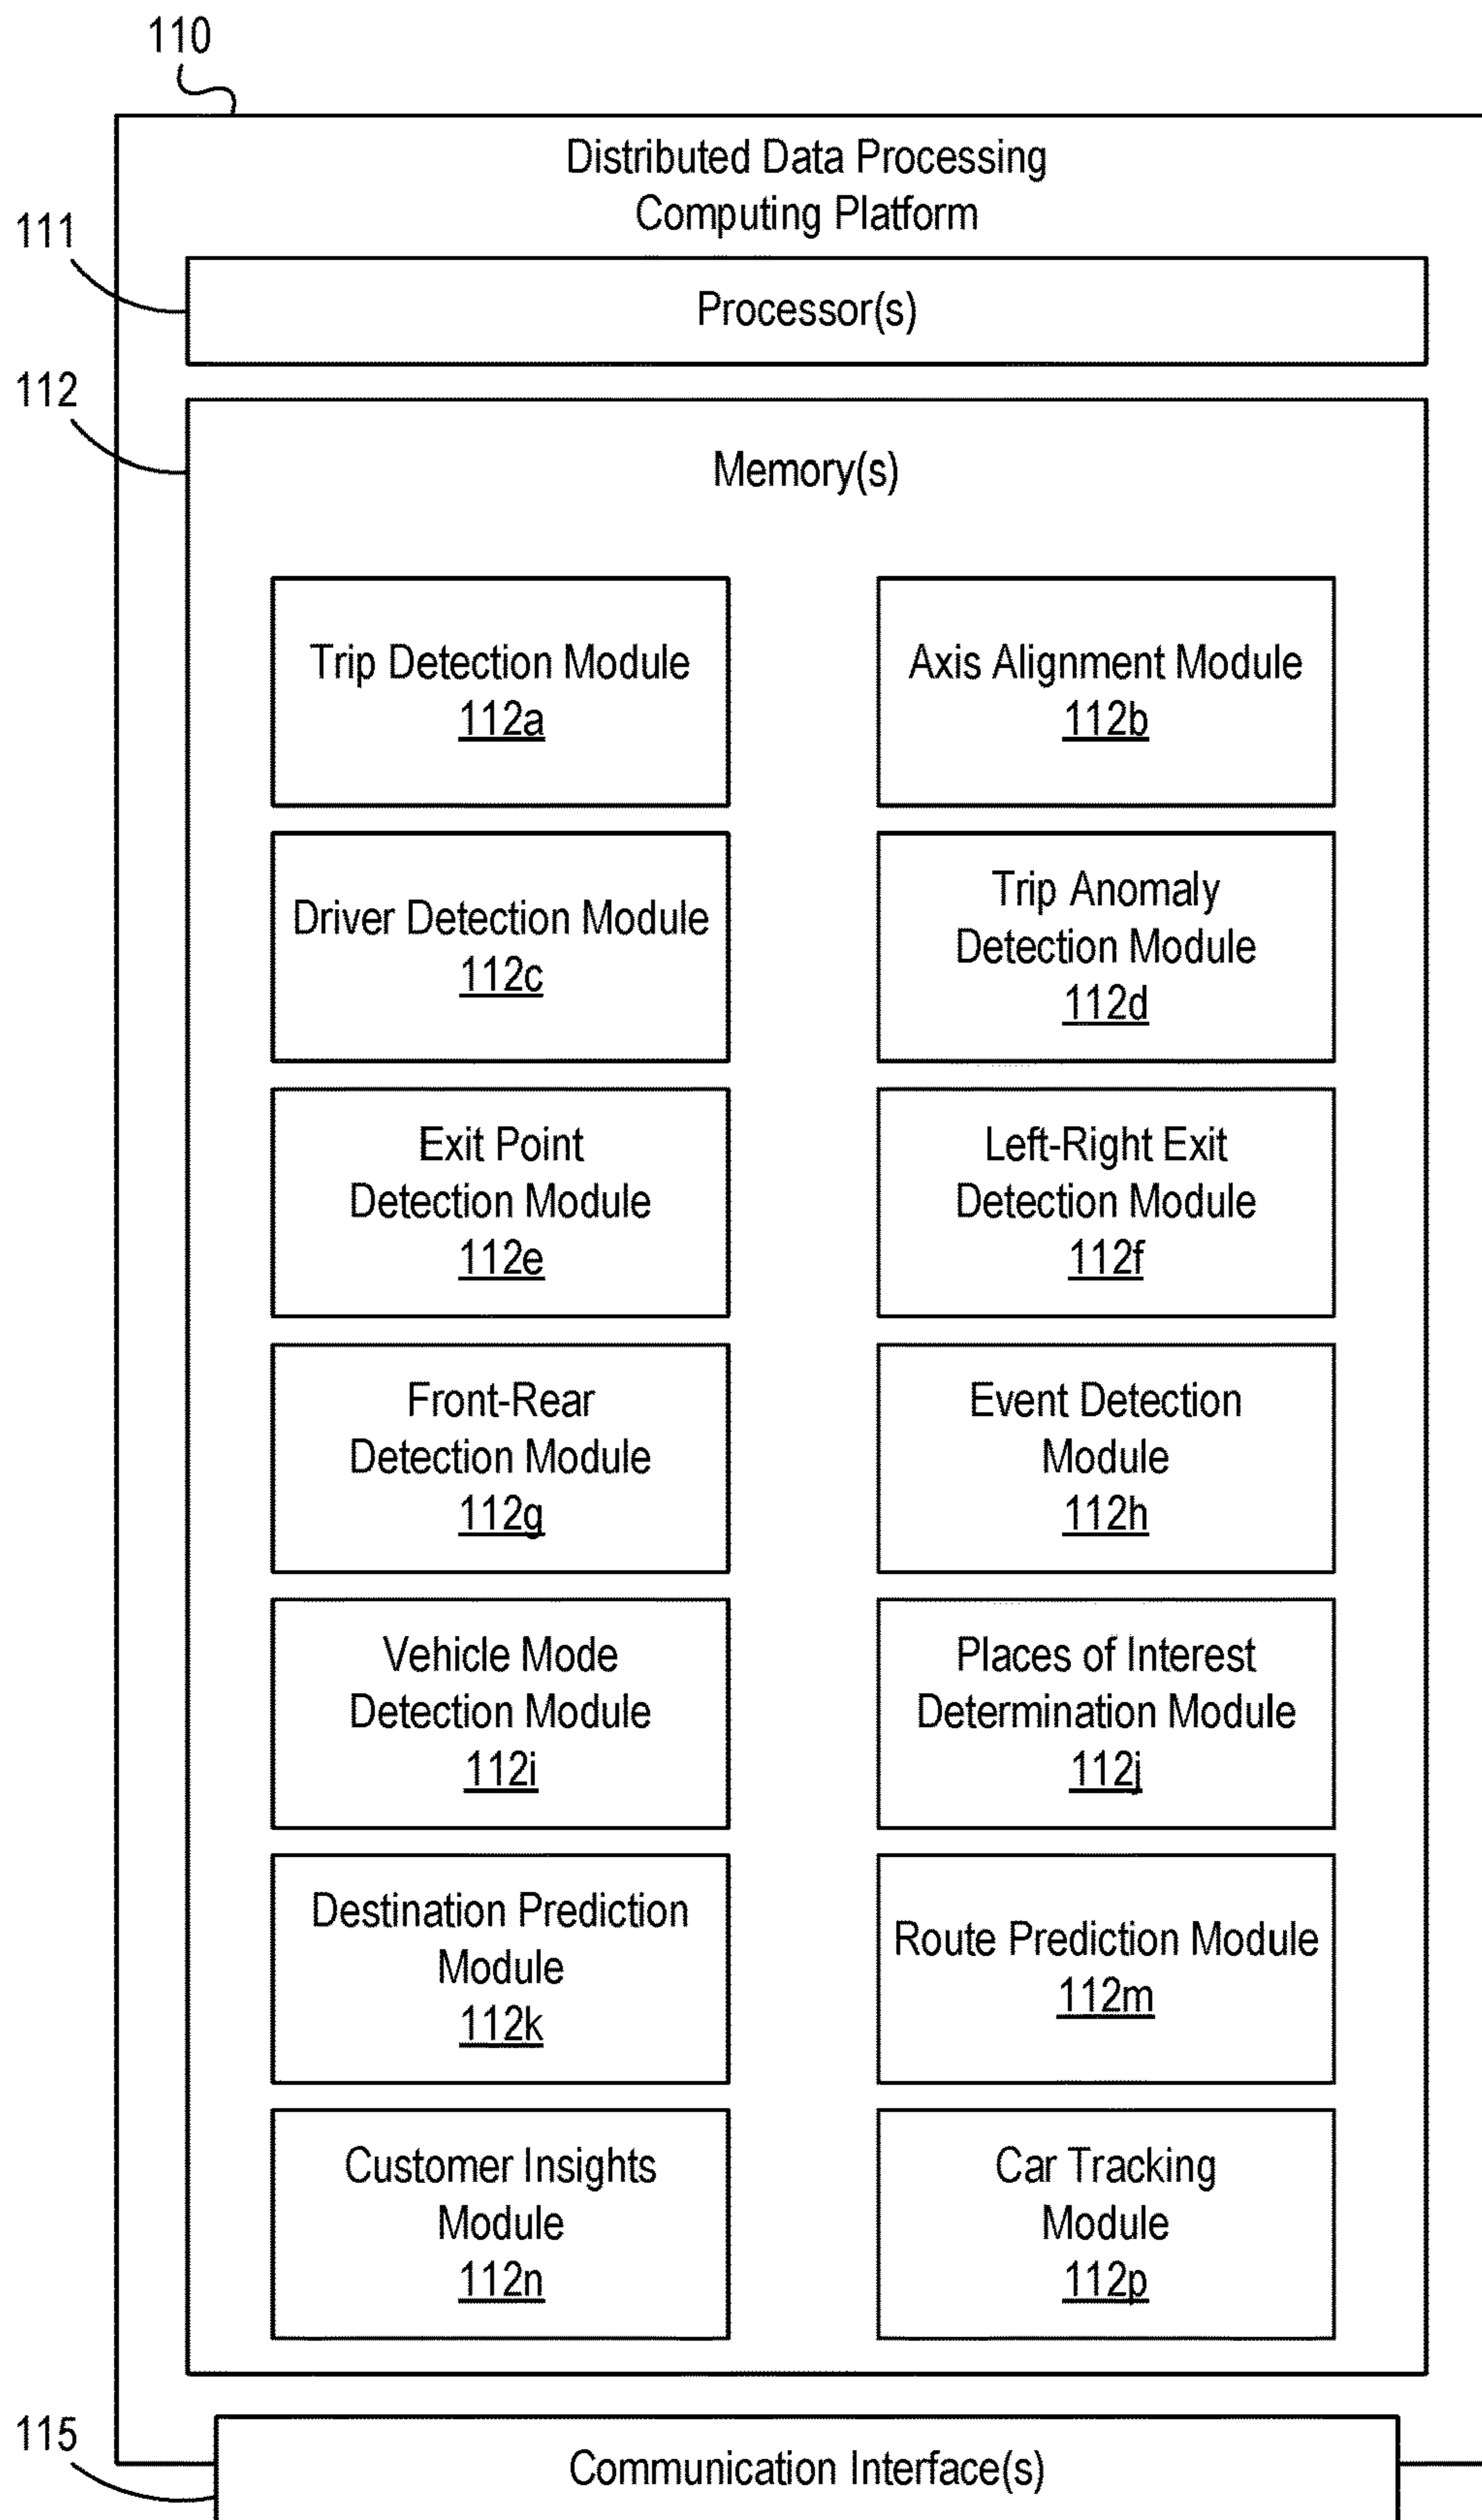 110
Distributed Data Processing
Computing Platform
111
Processor(s)
112
Memory(s)
Trip Detection Module
112a
Axis Alignment Module
112b
Driver Detection Module
112c
Trip Anomaly
Detection Module
112d
Exit Point
Detection Module
112e
Left-Right Exit
Detection Module
112f
Front-Rear
Detection Module
112g
Event Detection
Module
112h
Vehicle Mode
Detection Module
112i
Places of Interest
Determination Module
112j
Destination Prediction
Module
112k
Route Prediction Module
112m
Customer Insights
Module
112n
Car Tracking
Module
112p
115
Communication Interface(s)